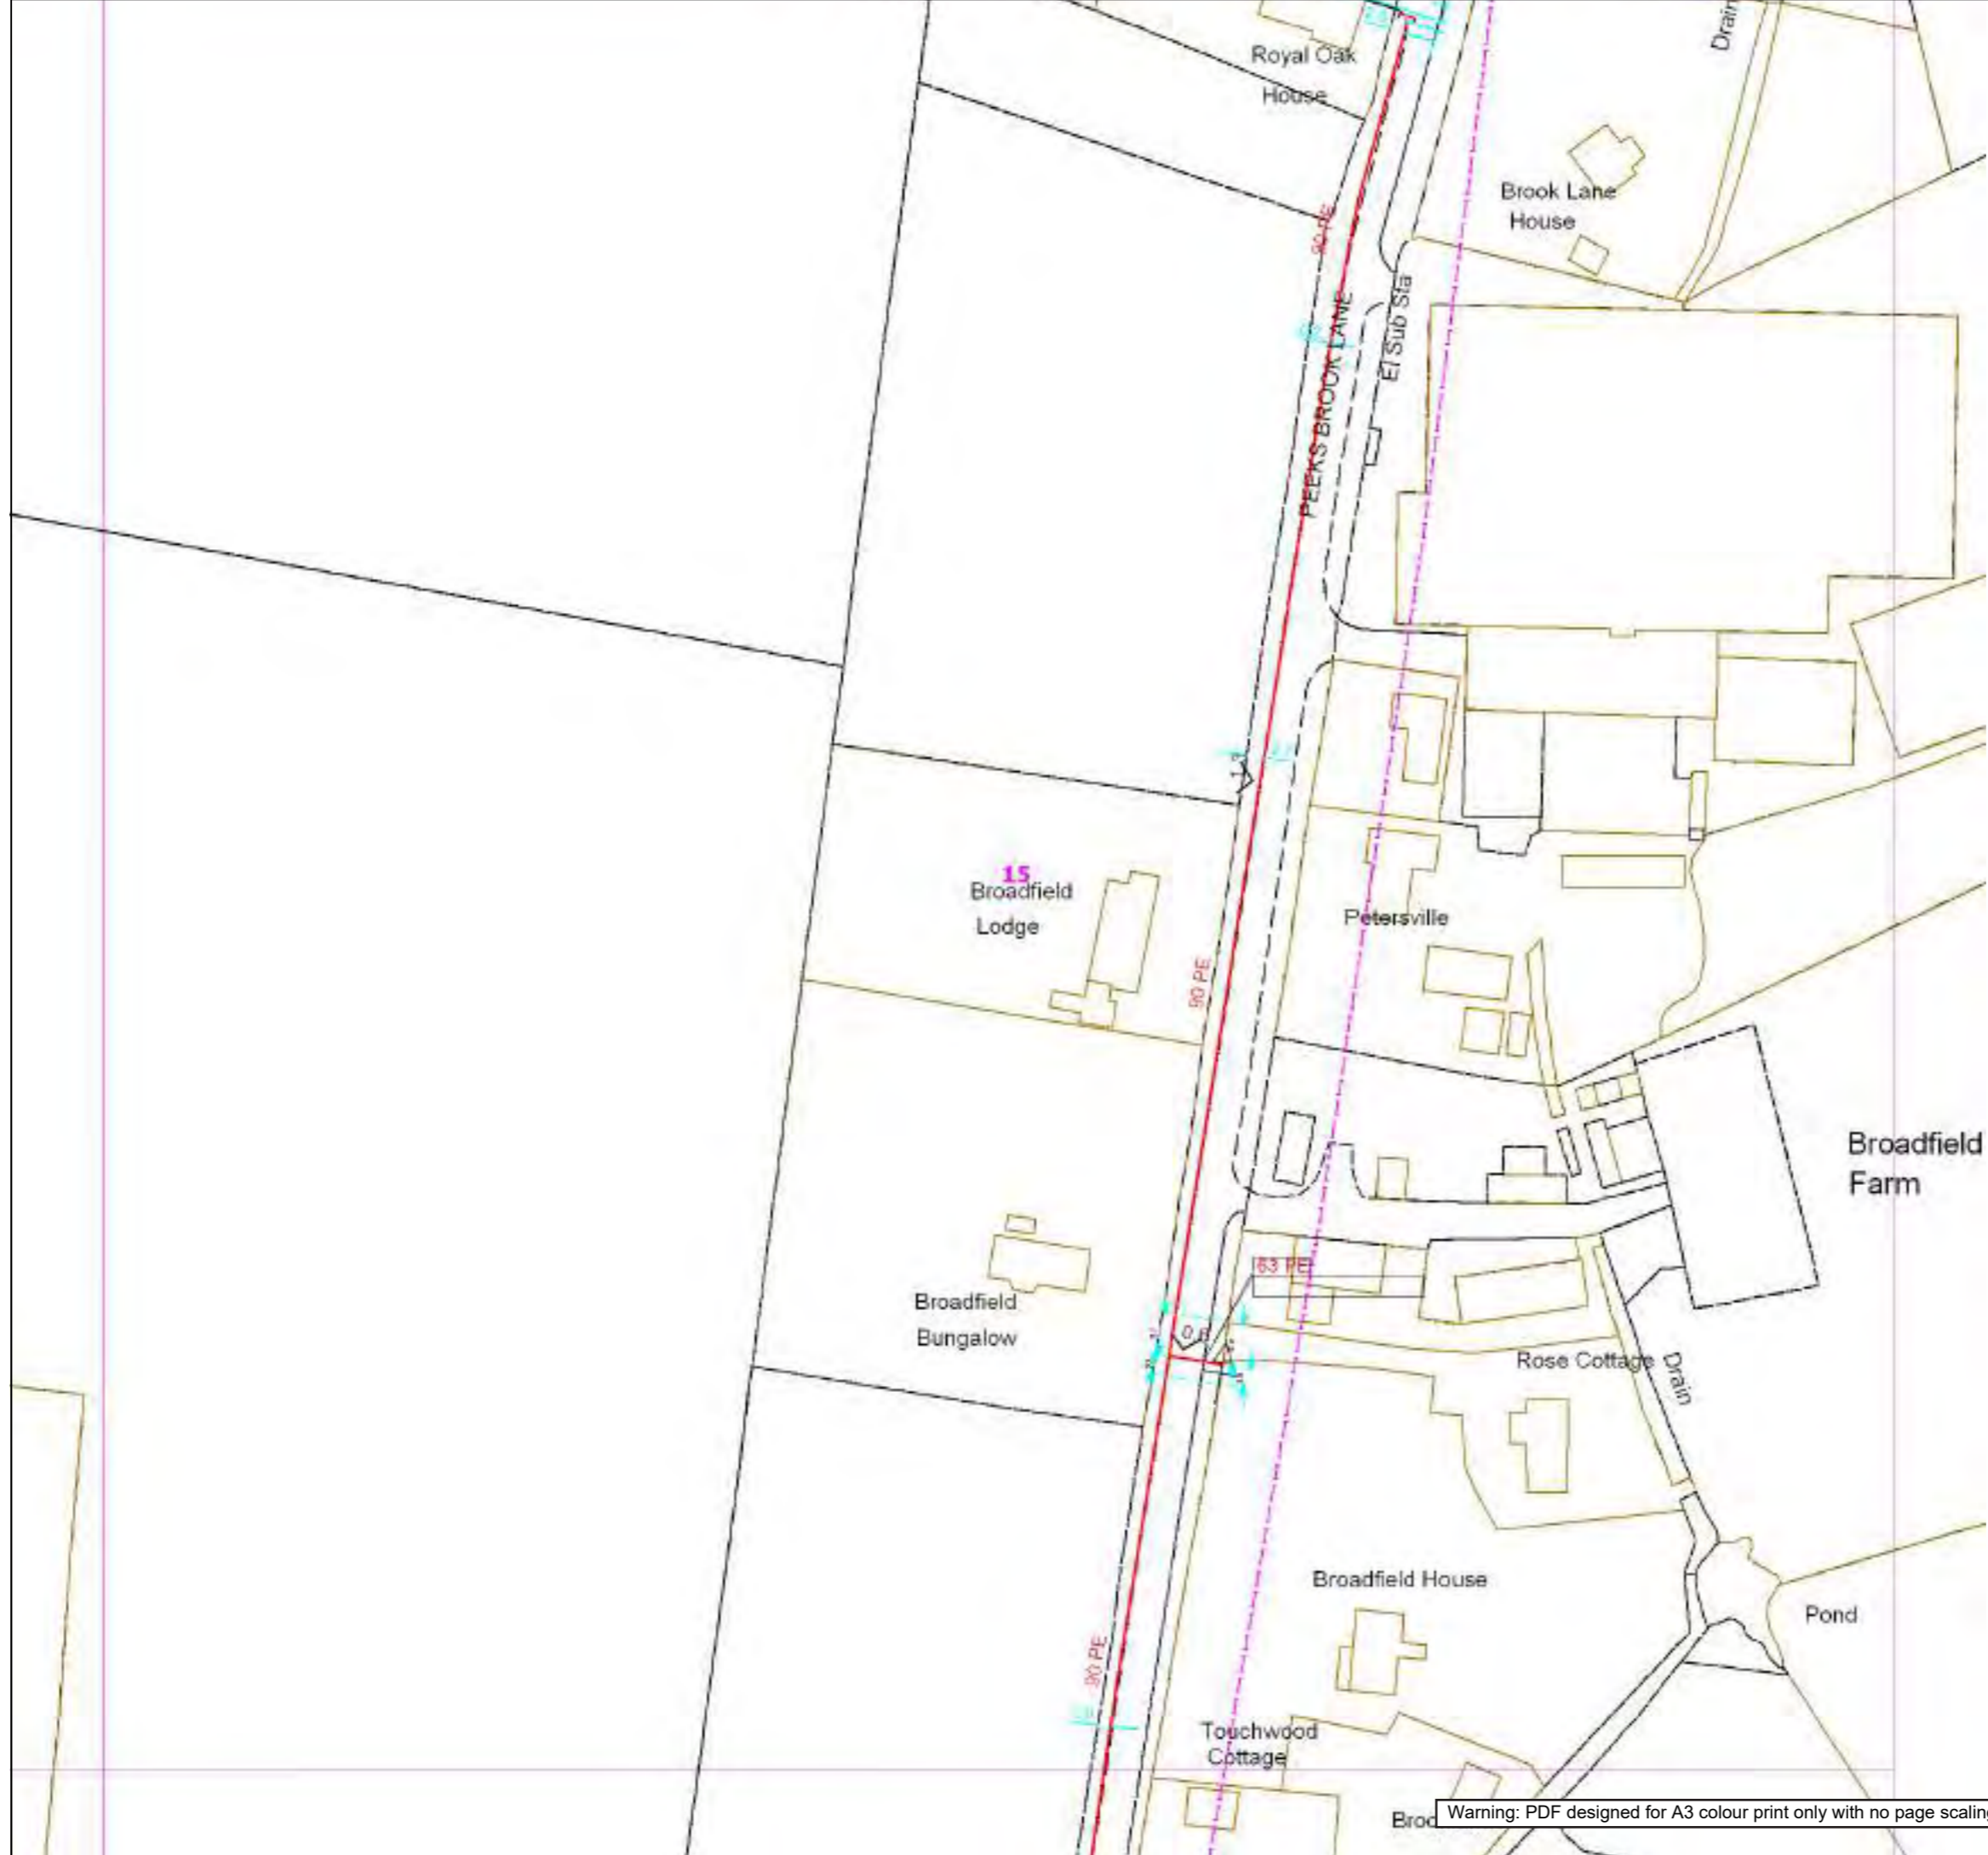 Royal Oak
House
Drain
Brook Lane
House
90 PE
El Sub Sta
PEEKS BROOK LANE
15
Broadfield
Lodge
Petersville
90 PE
Broadfield
Farm
63 PE
Broadfield
Bungalow
Rose Cottage
Drain
Broadfield House
Pond
90 PE
Touchwood
Cottage
Warning: PDF designed for A3 colour print only with no page scaling